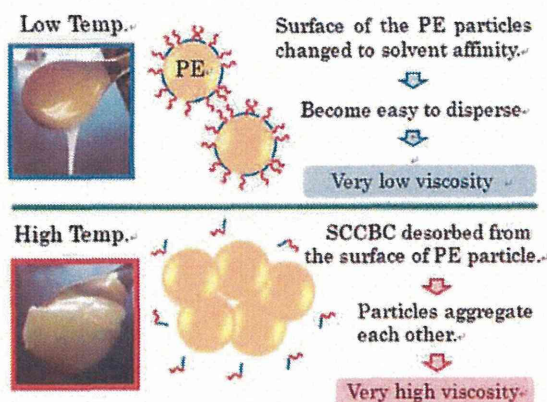 Low Temp.
PE
Surface of the PE particles
changed to solvent affinity.
Become easy to disperse
Very low viscosity
High Temp.
SCCBC desorbed from
the surface of PE particle.
Particles aggregate
each other.
Very high viscosity